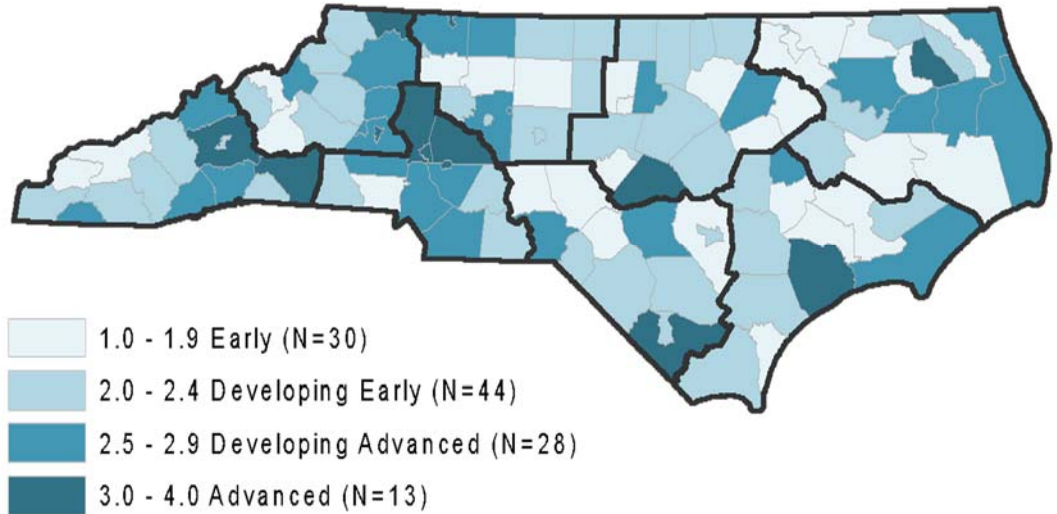 1.0 - 1.9 Early (N=30)
2.0 - 2.4 Developing Early (N=44)
2.5 - 2.9 Developing Advanced (N=28)
3.0 - 4.0 Advanced (N=13)